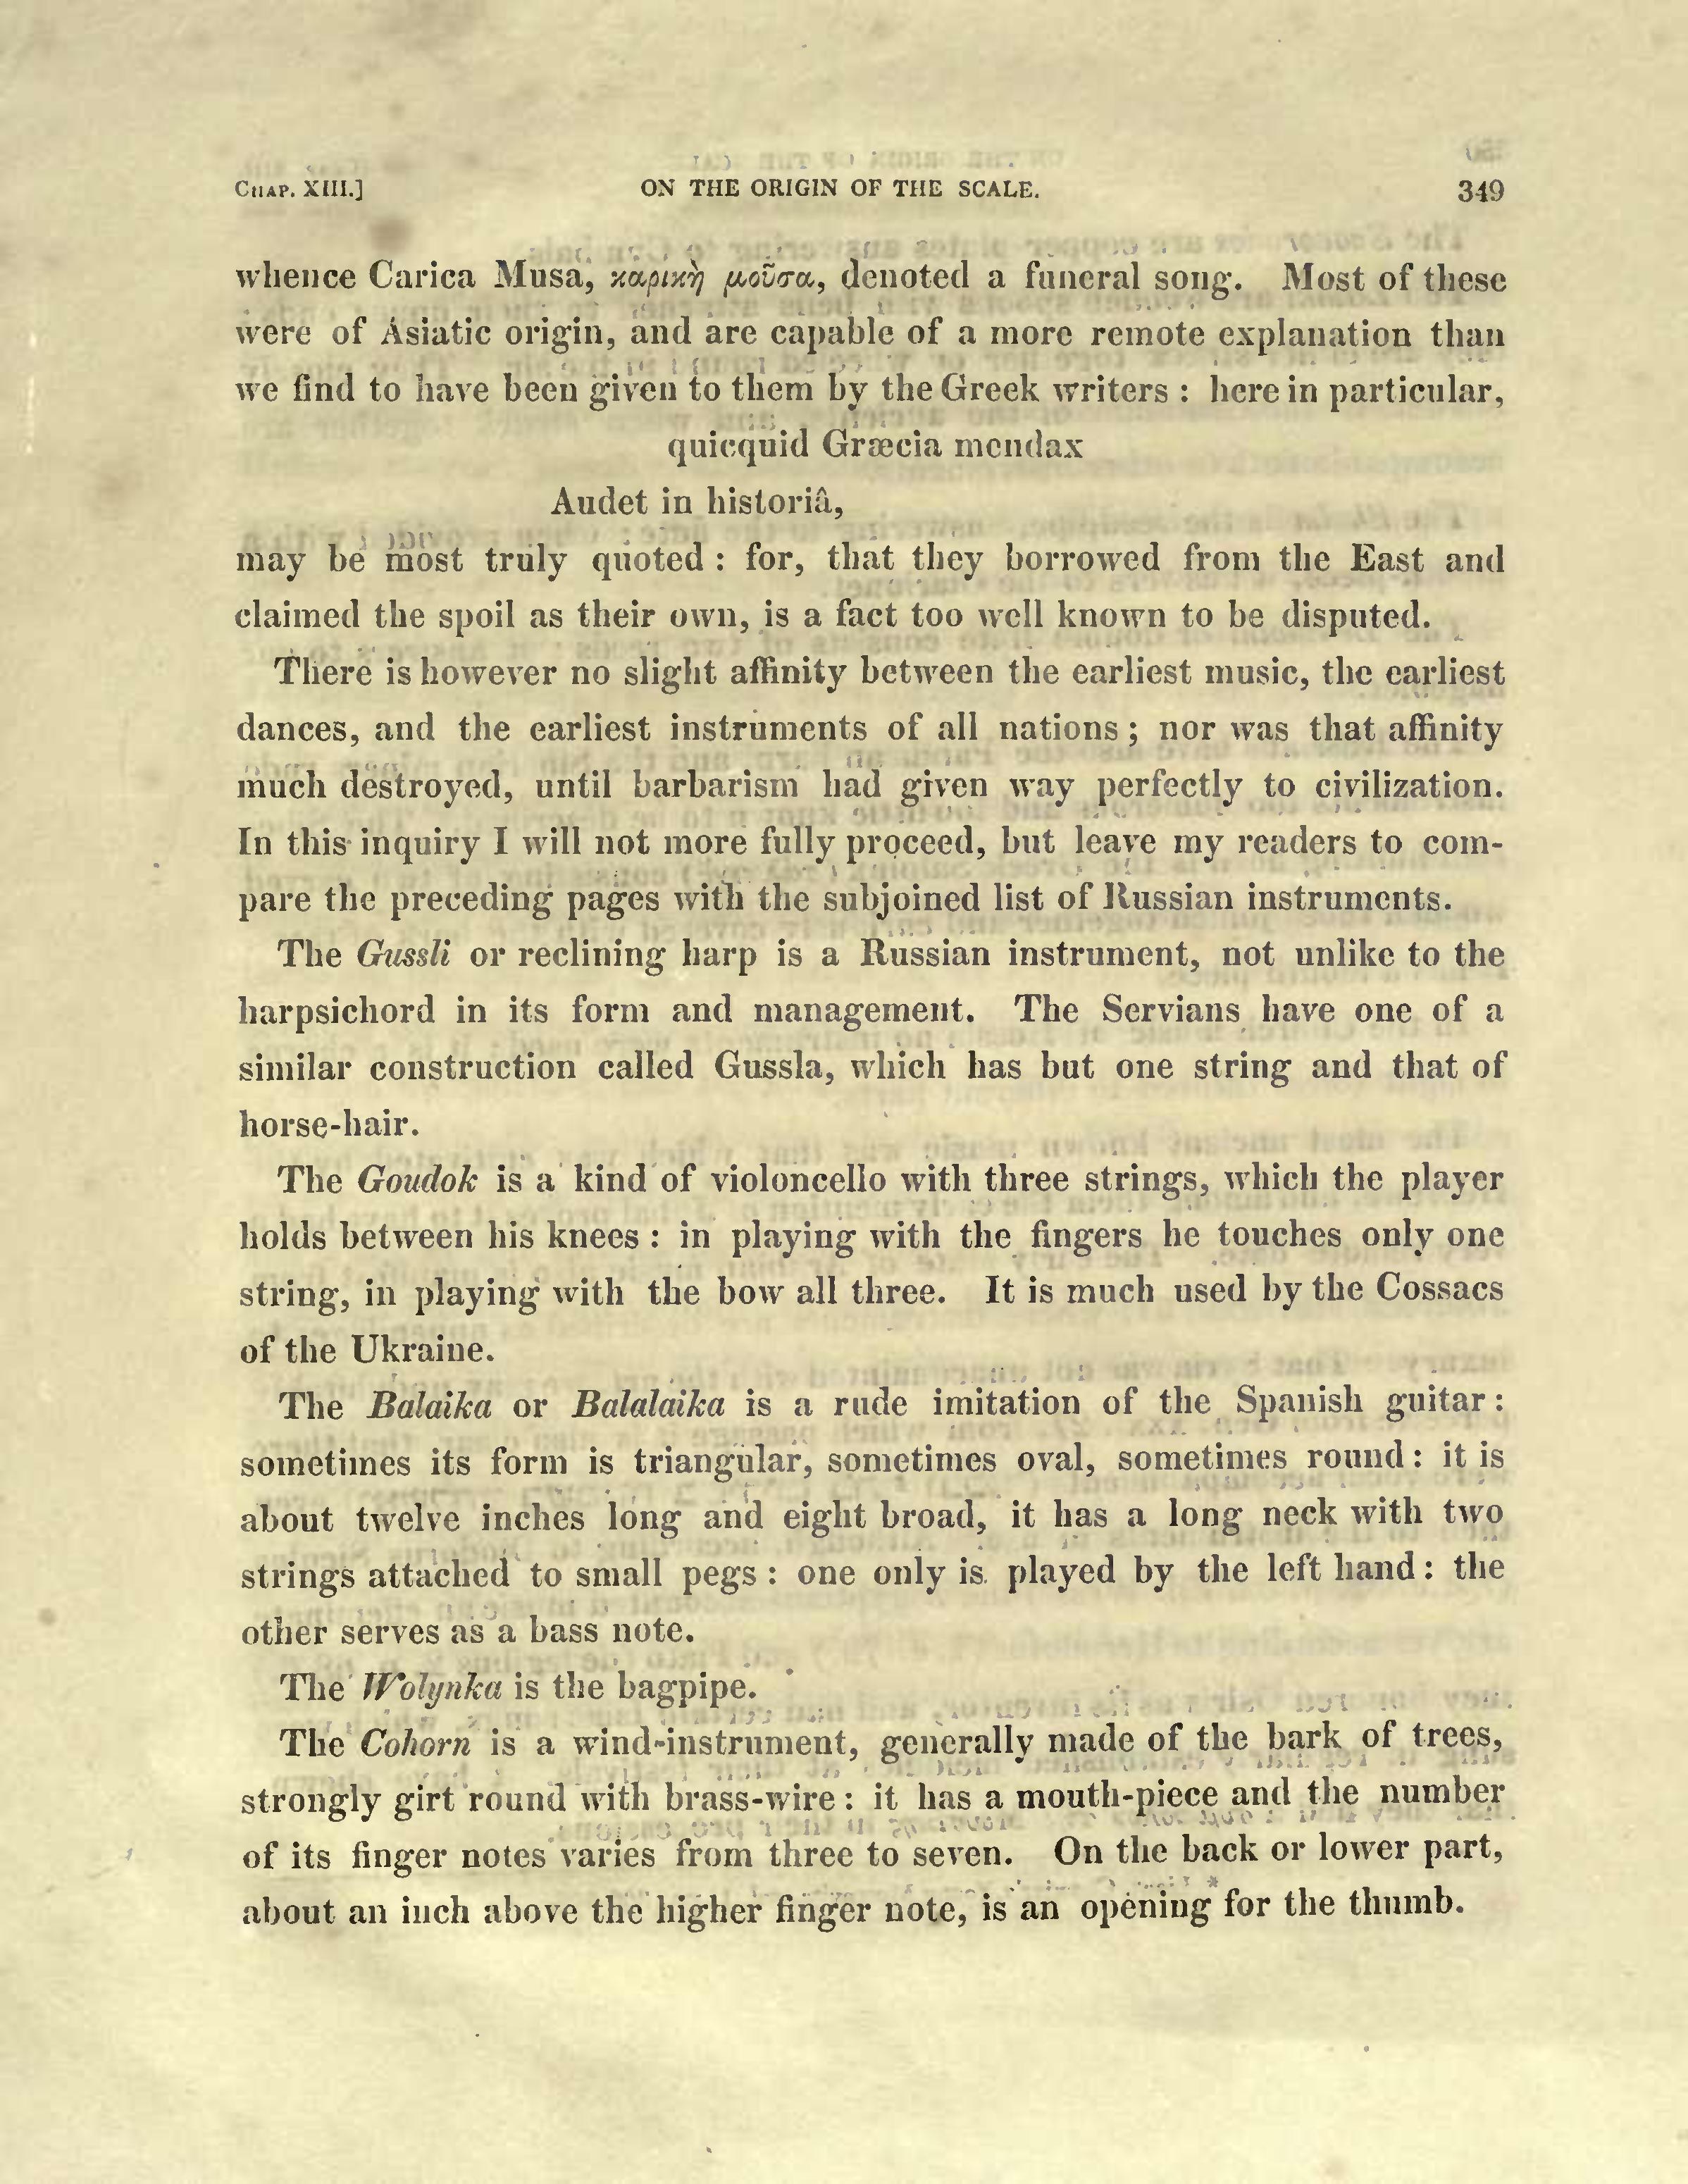 CHAP. XIII.] ON THE ORIGIN OF THE SCALE. 349
whence Carica Musa, καρικὴ μοῦσα, denoted a funeral song. Most of these
were of Asiatic origin, and are capable of a more remote explanation than
we find to have been given to them by the Greek writers : here in particular,
quicquid Græcia mendax
Audet in historiâ,
may be most truly quoted : for, that they borrowed from the East and
claimed the spoil as their own, is a fact too well known to be disputed.
There is however no slight affinity between the earliest music, the earliest
dances, and the earliest instruments of all nations ; nor was that affinity
much destroyed, until barbarism had given way perfectly to civilization.
In this inquiry I will not more fully proceed, but leave my readers to com-
pare the preceding pages with the subjoined list of Russian instruments.
The Gussli or reclining harp is a Russian instrument, not unlike to the
harpsichord in its form and management. The Servians have one of a
similar construction called Gussla, which has but one string and that of
horse-hair.
The Goudok is a kind of violoncello with three strings, which the player
holds between his knees : in playing with the fingers he touches only one
string, in playing with the bow all three. It is much used by the Cossacs
of the Ukraine.
The Balaika or Balalaika is a rude imitation of the Spanish guitar :
sometimes its form is triangular, sometimes oval, sometimes round : it is
about twelve inches long and eight broad, it has a long neck with two
strings attached to small pegs : one only is played by the left hand : the
other serves as a bass note.
The Wolynka is the bagpipe.
The Cohorn is a wind-instrument, generally made of the bark of trees,
strongly girt round with brass-wire : it has a mouth-piece and the number
of its finger notes varies from three to seven. On the back or lower part,
about an inch above the higher finger note, is an opening for the thumb.